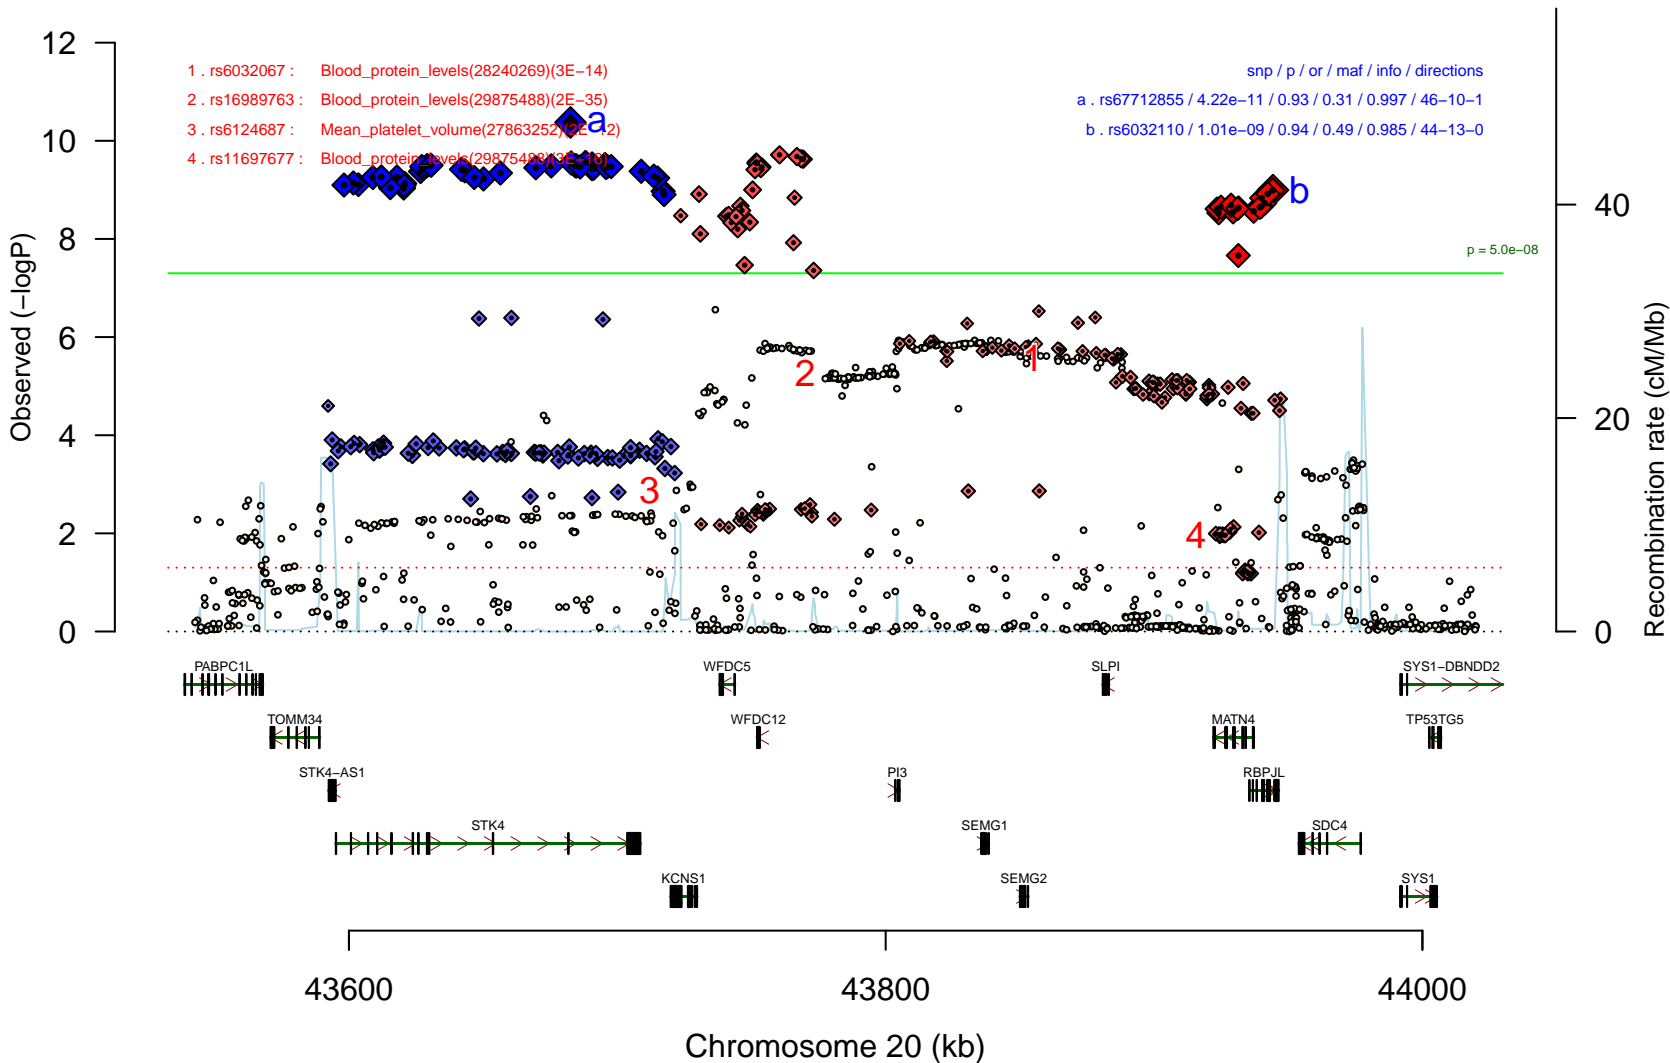 12
10
8
6
4
2
0
Observed (−logP)
1 . rs6032067 : Blood_protein_levels(28240269)(3E−14)
2 . rs16989763 : Blood_protein_levels(29875488)(2E−35)
3 . rs6124687 : Mean_platelet_volume(27863252)(2E−12)
4 . rs11697677 : Blood_protein_levels(29875488)
snp / p / or / maf / info / directions
a . rs67712855 / 4.22e−11 / 0.93 / 0.31 / 0.997 / 46−10−1
b . rs6032110 / 1.01e−09 / 0.94 / 0.49 / 0.985 / 44−13−0
a
b
p = 5.0e−08
1
2
3
4
40
20
0
Recombination rate (cM/Mb)
PABPC1L
WFDC5
SLPI
SYS1−DBNDD2
TOMM34
WFDC12
MATN4
TP53TG5
STK4−AS1
PI3
RBPJL
STK4
SEMG1
SDC4
KCNS1
SEMG2
SYS1
43600
43800
44000
Chromosome 20 (kb)